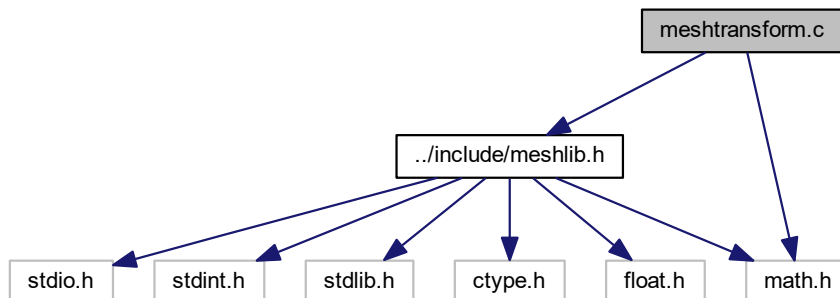 meshtransform.c
../include/meshlib.h
stdio.h
stdint.h
stdlib.h
ctype.h
float.h
math.h